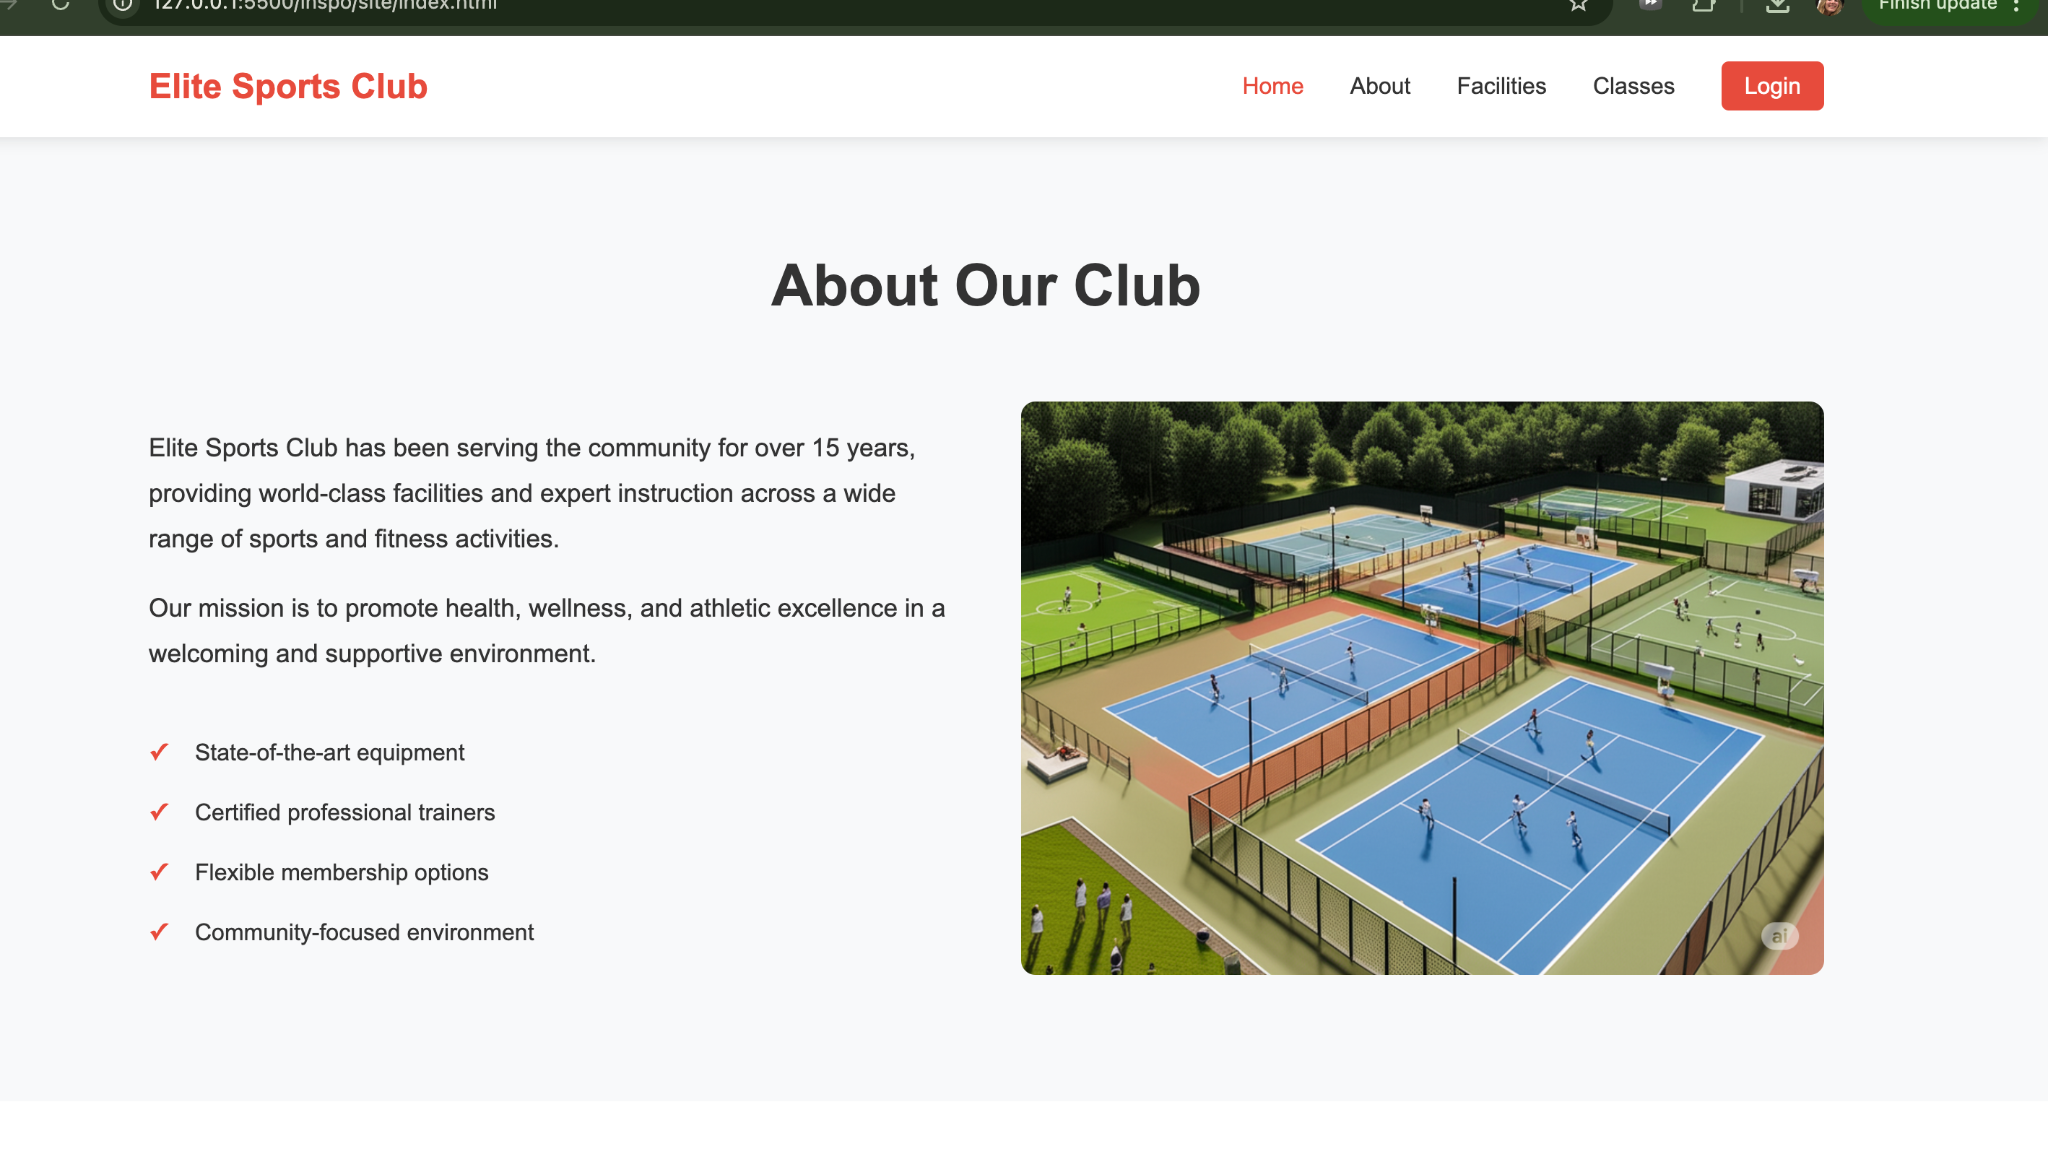 127.0.0.1:5500/inspo/site/index.html
Finish update
Elite Sports Club
Home
About
Facilities
Classes
Login
About Our Club
Elite Sports Club has been serving the community for over 15 years,
providing world-class facilities and expert instruction across a wide
range of sports and fitness activities.
Our mission is to promote health, wellness, and athletic excellence in a
welcoming and supportive environment.
✓ State-of-the-art equipment
✓ Certified professional trainers
✓ Flexible membership options
✓ Community-focused environment
ai